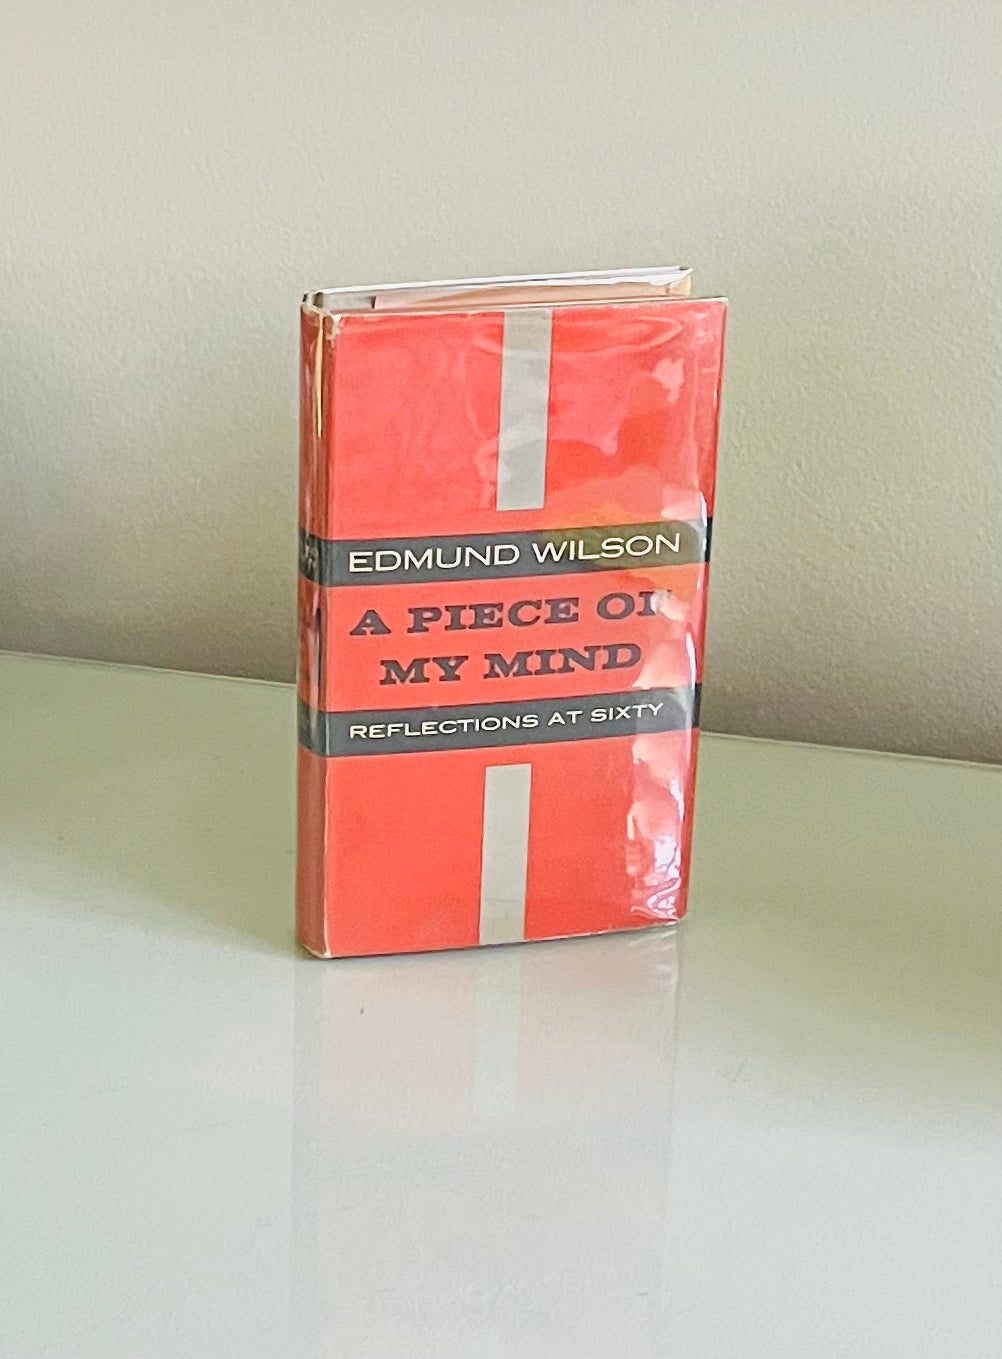 EDMUND WILSON
A PIECE OF
MY MIND
REFLECTIONS AT SIXTY